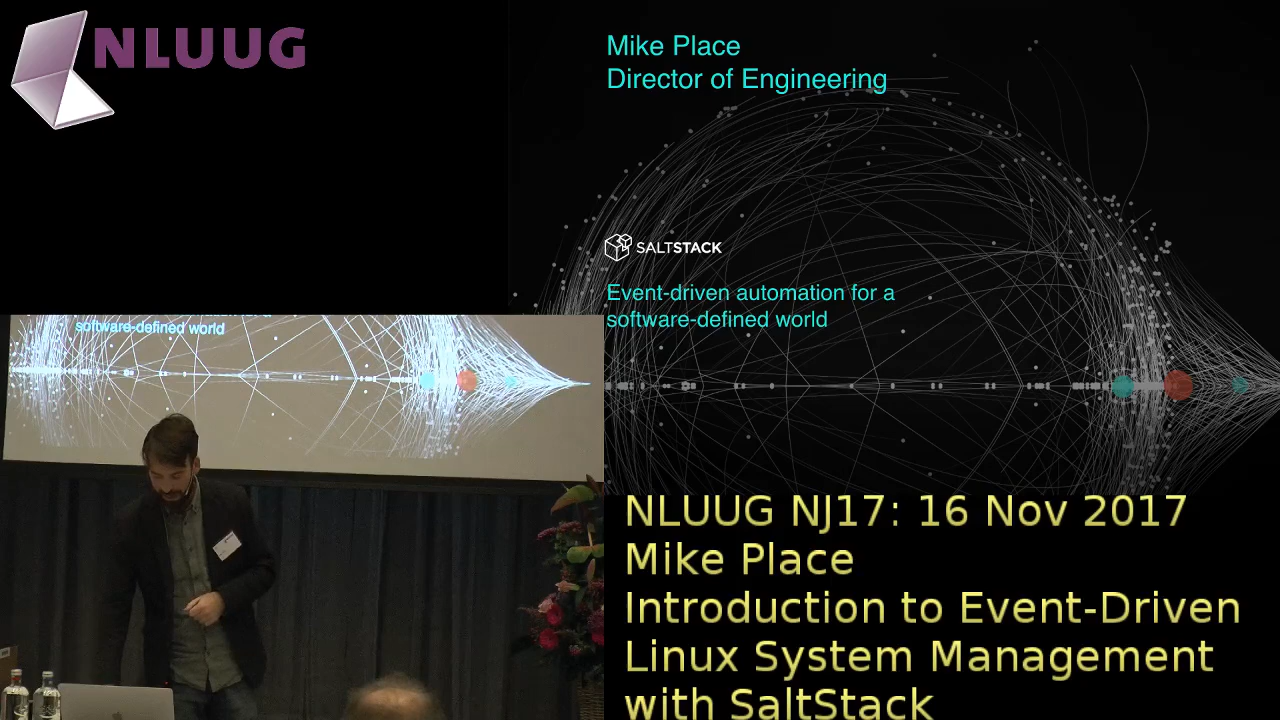 NLUUG
Mike Place
Director of Engineering
SALTSTACK
Event-driven automation for a
software-defined world
software-defined world
NLUUG NJ17: 16 Nov 2017
Mike Place
Introduction to Event-Driven
Linux System Management
with SaltStack